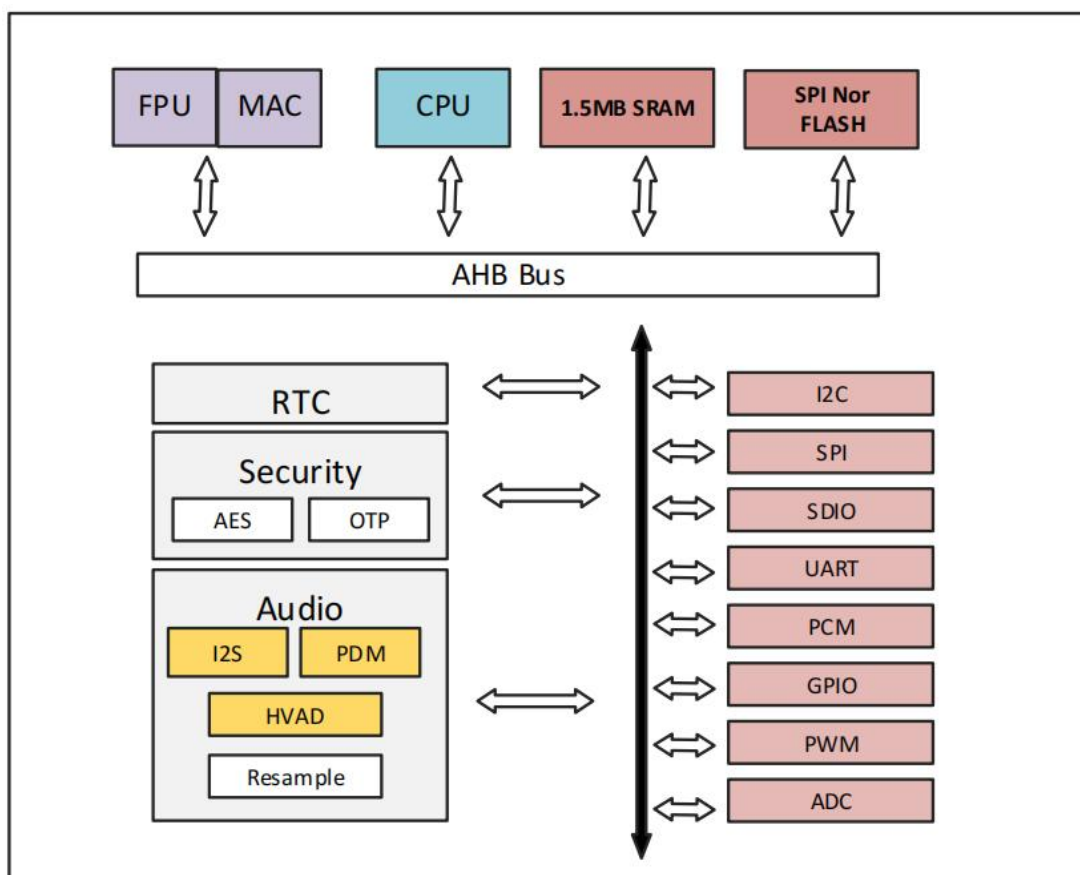 FPU
MAC
CPU
1.5MB SRAM
SPI Nor
FLASH
AHB Bus
RTC
Security
AES
OTP
Audio
I2S
PDM
HVAD
Resample
I2C
SPI
SDIO
UART
PCM
GPIO
PWM
ADC